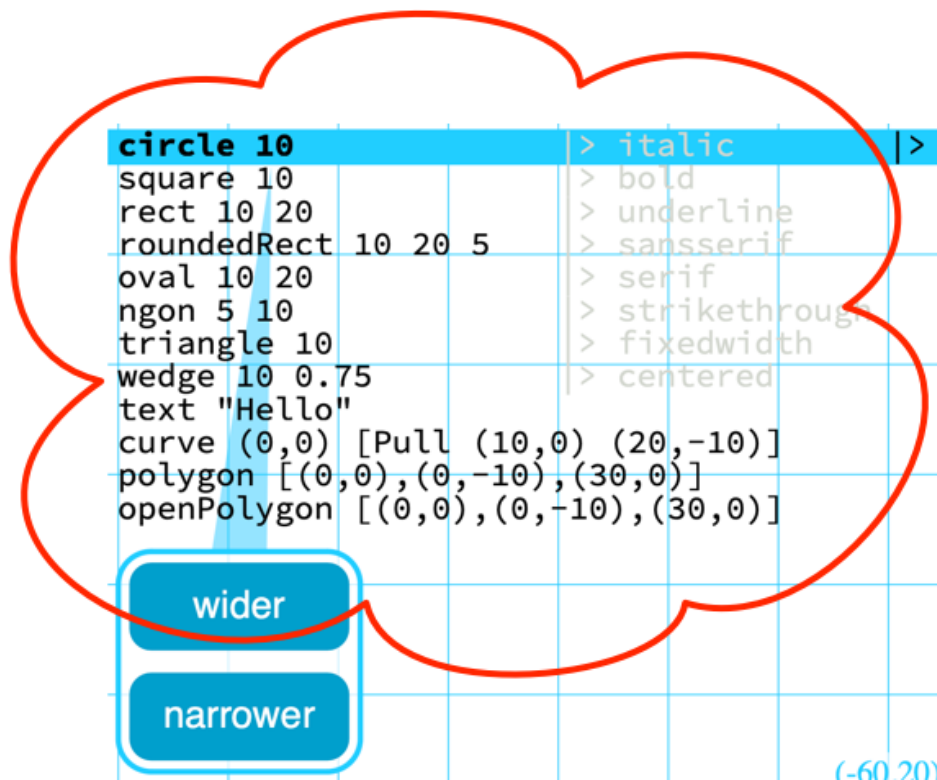 circle 10 |> italic |>
square 10 |> bold
rect 10 20 |> underline
roundedRect 10 20 5 |> sansserif
oval 10 20 |> serif
ngon 5 10 |> strikethrough
triangle 10 |> fixedwidth
wedge 10 0.75 |> centered
text "Hello"
curve (0,0) [Pull (10,0) (20,-10)]
polygon [(0,0),(0,-10),(30,0)]
openPolygon [(0,0),(0,-10),(30,0)]
wider
narrower
(-60,20)